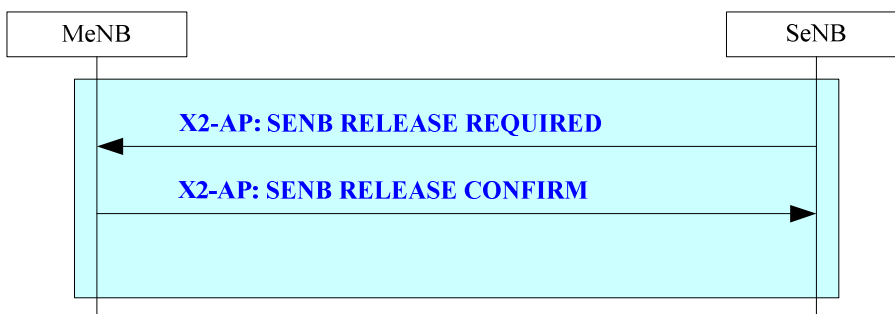 MeNB
SeNB
X2-AP: SENB RELEASE REQUIRED
X2-AP: SENB RELEASE CONFIRM